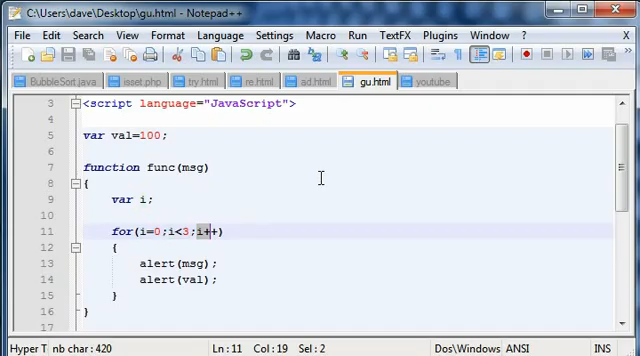 C:\Users\dave\Desktop\gu.html - Notepad++
File Edit Search View Encoding Language Settings Macro Run TextFX Plugins Window ?
BubbleSort.java isset.php try.html re.html ad.html gu.html youtube
3 <script language="JavaScript">
4
5 var val=100;
6
7 function func(msg)
8 {
9 var i;
10
11 for(i=0;i<3;i++)
12 {
13 alert(msg);
14 alert(val);
15 }
16 }
17
Hyper T nb char : 420 Ln : 11 Col : 19 Sel : 2 Dos\Windows ANSI INS